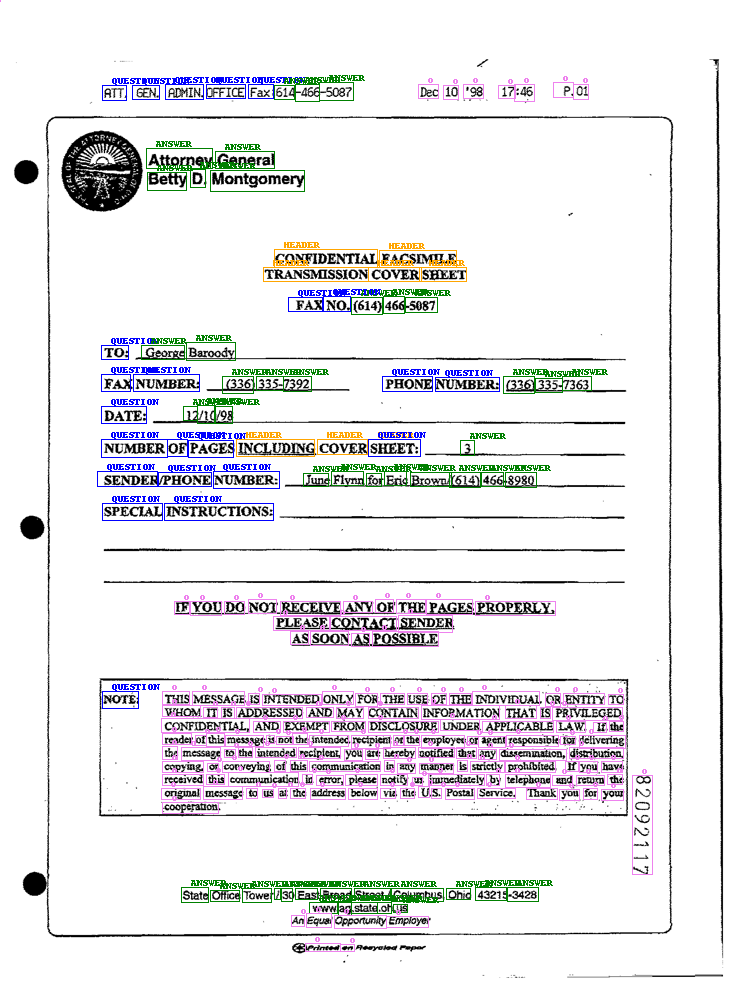 ATT. GEN. ADMIN. OFFICE Fax:614-466-5087 Dec 10 '98 17:46 P.01
Attorney General
Betty D. Montgomery
CONFIDENTIAL FACSIMILE
TRANSMISSION COVER SHEET
FAX NO. (614) 466-5087
TO: George Baroody
FAX NUMBER: (336) 335-7392 PHONE NUMBER: (336) 335-7363
DATE: 12/10/98
NUMBER OF PAGES INCLUDING COVER SHEET: 3
SENDER/PHONE NUMBER: June Flynn for Eric Brown/(614) 466-8980
SPECIAL INSTRUCTIONS:
IF YOU DO NOT RECEIVE ANY OF THE PAGES PROPERLY,
PLEASE CONTACT SENDER
AS SOON AS POSSIBLE
NOTE: THIS MESSAGE IS INTENDED ONLY FOR THE USE OF THE INDIVIDUAL OR ENTITY TO
WHOM IT IS ADDRESSED AND MAY CONTAIN INFORMATION THAT IS PRIVILEGED,
CONFIDENTIAL, AND EXEMPT FROM DISCLOSURE UNDER APPLICABLE LAW. If the
reader of this message is not the intended recipient or the employee or agent responsible for delivering
the message to the intended recipient, you are hereby notified that any dissemination, distribution,
copying, or conveying of this communication in any manner is strictly prohibited. If you have
received this communication in error, please notify us immediately by telephone and return the
original message to us at the address below via the U.S. Postal Service. Thank you for your
cooperation.
82092117
State Office Tower / 30 East Broad Street / Columbus, Ohio 43215-3428
www.ag.state.oh.us
An Equal Opportunity Employer
Printed on Recycled Paper